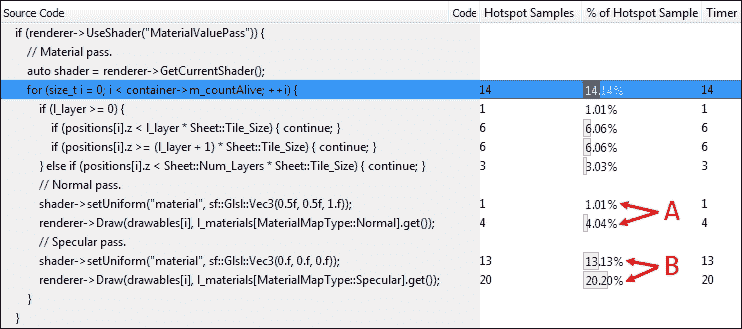 Source Code Code Hotspot Samples % of Hotspot Sample Timer
if (renderer->UseShader("MaterialValuePass")) {
// Material pass.
auto shader = renderer->GetCurrentShader();
for (size_t i = 0; i < container->m_countAlive; ++i) { 14 14.14% 14
if (l_layer >= 0) { 1 1.01% 1
if (positions[i].z < l_layer * Sheet::Tile_Size) { continue; } 6 6.06% 6
if (positions[i].z >= (l_layer + 1) * Sheet::Tile_Size) { continue; } 6 6.06% 6
} else if (positions[i].z < Sheet::Num_Layers * Sheet::Tile_Size) { continue; } 3 3.03% 3
// Normal pass.
shader->setUniform("material", sf::Glsl::Vec3(0.5f, 0.5f, 1.f)); 1 1.01% 1
A
renderer->Draw(drawables[i], l_materials[MaterialMapType::Normal].get()); 4 4.04% 4
// Specular pass.
shader->setUniform("material", sf::Glsl::Vec3(0.f, 0.f, 0.f)); 13 13.13% 13
B
renderer->Draw(drawables[i], l_materials[MaterialMapType::Specular].get()); 20 20.20% 20
}
}